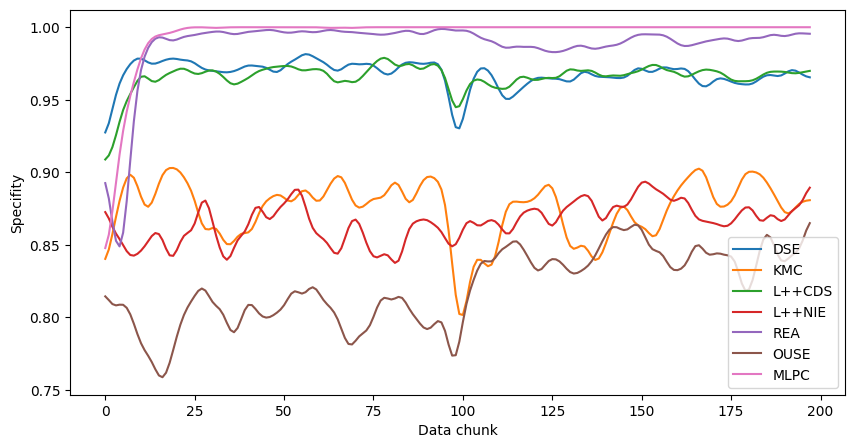 1.00
0.95
0.90
0.85
0.80
0.75
Specifity
0
25
50
75
100
125
150
175
200
Data chunk
DSE
KMC
L++CDS
L++NIE
REA
OUSE
MLPC